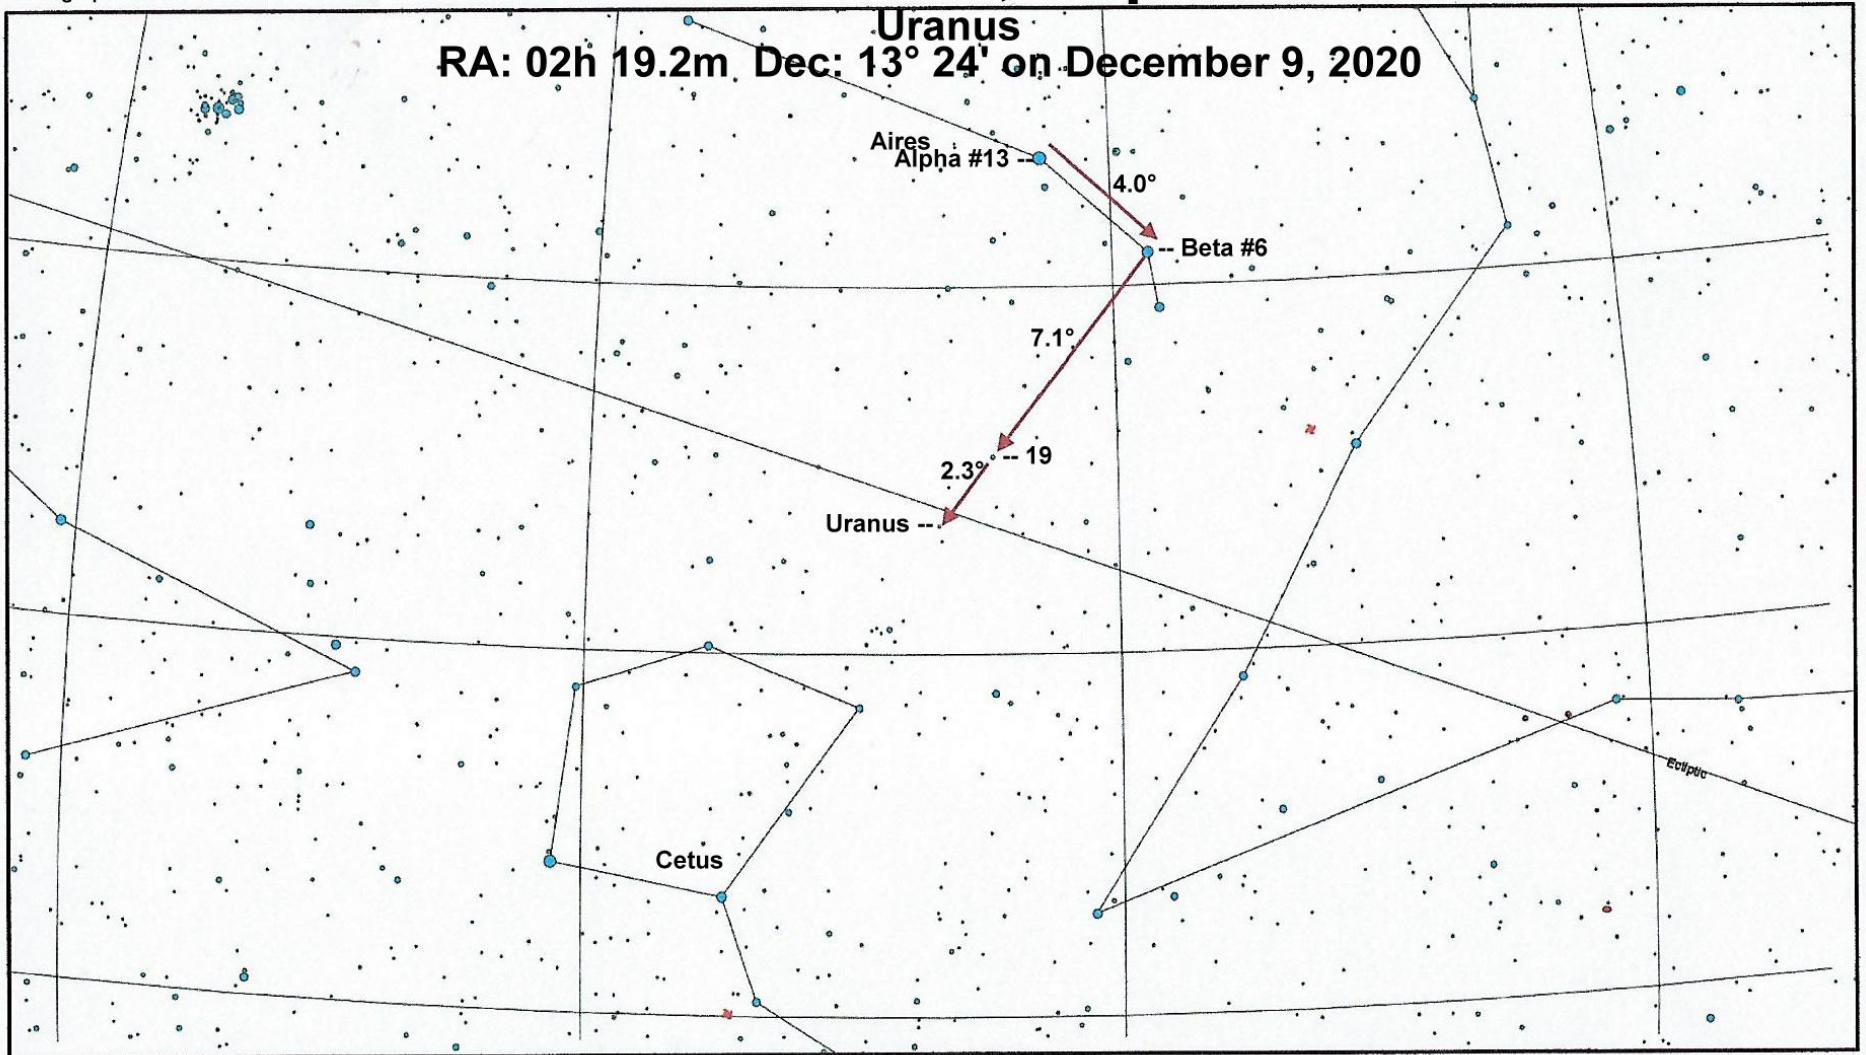 Uranus
RA: 02h 19.2m Dec: 13° 24' on December 9, 2020
Aires
Alpha #13 --
4.0°
-- Beta #6
7.1°
-- 19
2.3°
Uranus --
Ecliptic
Cetus